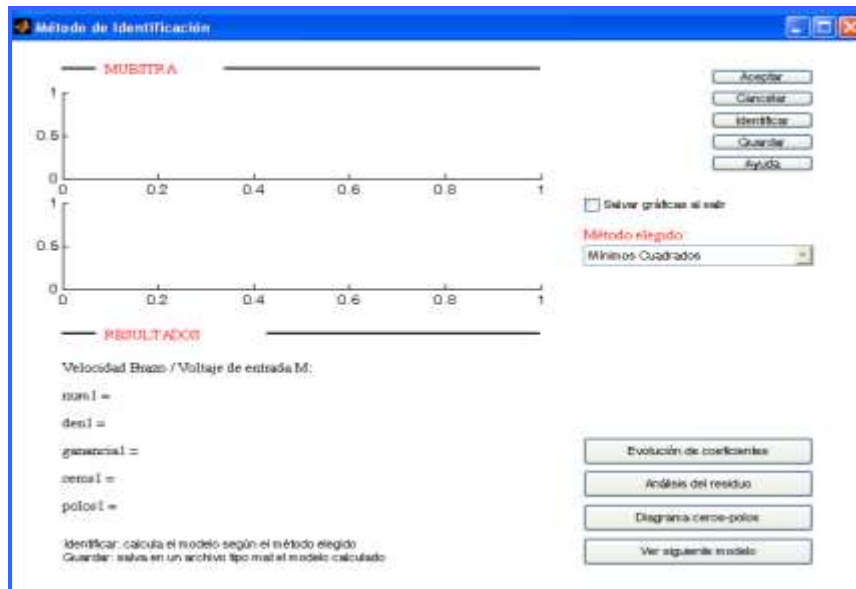 Método de Identificación
MUESTRA
1
0.5
0
0 0.2 0.4 0.6 0.8 1
1
0.5
0
0 0.2 0.4 0.6 0.8 1
Aceptar
Cancelar
Identificar
Guardar
Ayuda
Salvar gráficas al salir
Método elegido:
Mínimos Cuadrados
RESULTADOS
Velocidad Brazo / Voltaje de entrada M:
num1 =
den1 =
ganancia1 =
ceros1 =
polos1 =
Identificar: calcula el modelo según el método elegido
Guardar: salva en un archivo tipo mat el modelo calculado
Evolución de coeficientes
Análisis del residuo
Diagrama ceros-polos
Ver siguiente modelo